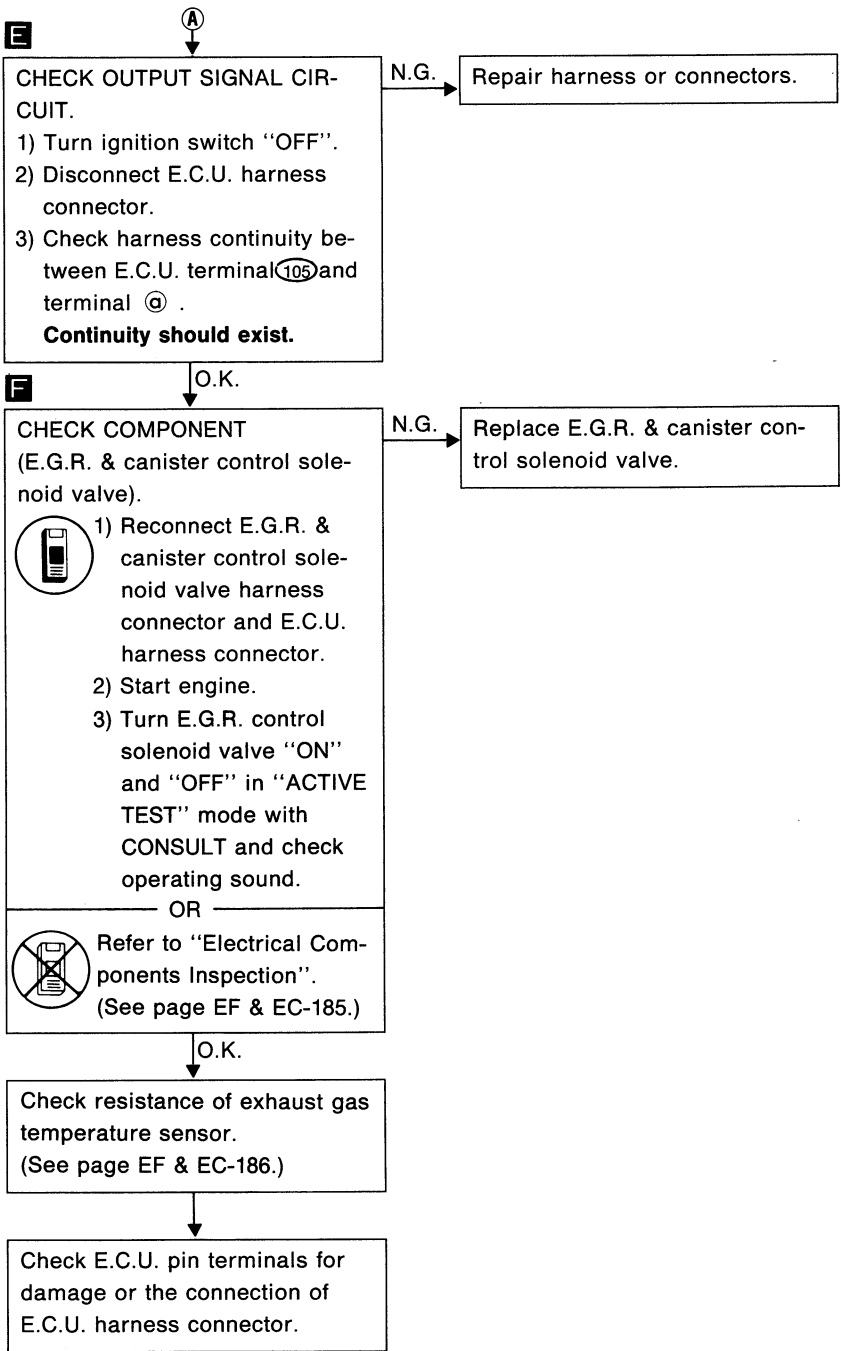 Ⓐ
E
CHECK OUTPUT SIGNAL CIR-
CUIT.
1) Turn ignition switch ‘‘OFF’’.
2) Disconnect E.C.U. harness
connector.
3) Check harness continuity be-
tween E.C.U. terminal 105 and
terminal ⓐ .
Continuity should exist.
N.G.
Repair harness or connectors.
O.K.
F
CHECK COMPONENT
(E.G.R. & canister control sole-
noid valve).
1) Reconnect E.G.R. &
canister control sole-
noid valve harness
connector and E.C.U.
harness connector.
2) Start engine.
3) Turn E.G.R. control
solenoid valve ‘‘ON’’
and ‘‘OFF’’ in ‘‘ACTIVE
TEST’’ mode with
CONSULT and check
operating sound.
OR
Refer to ‘‘Electrical Com-
ponents Inspection’’.
(See page EF & EC-185.)
N.G.
Replace E.G.R. & canister con-
trol solenoid valve.
O.K.
Check resistance of exhaust gas
temperature sensor.
(See page EF & EC-186.)
Check E.C.U. pin terminals for
damage or the connection of
E.C.U. harness connector.